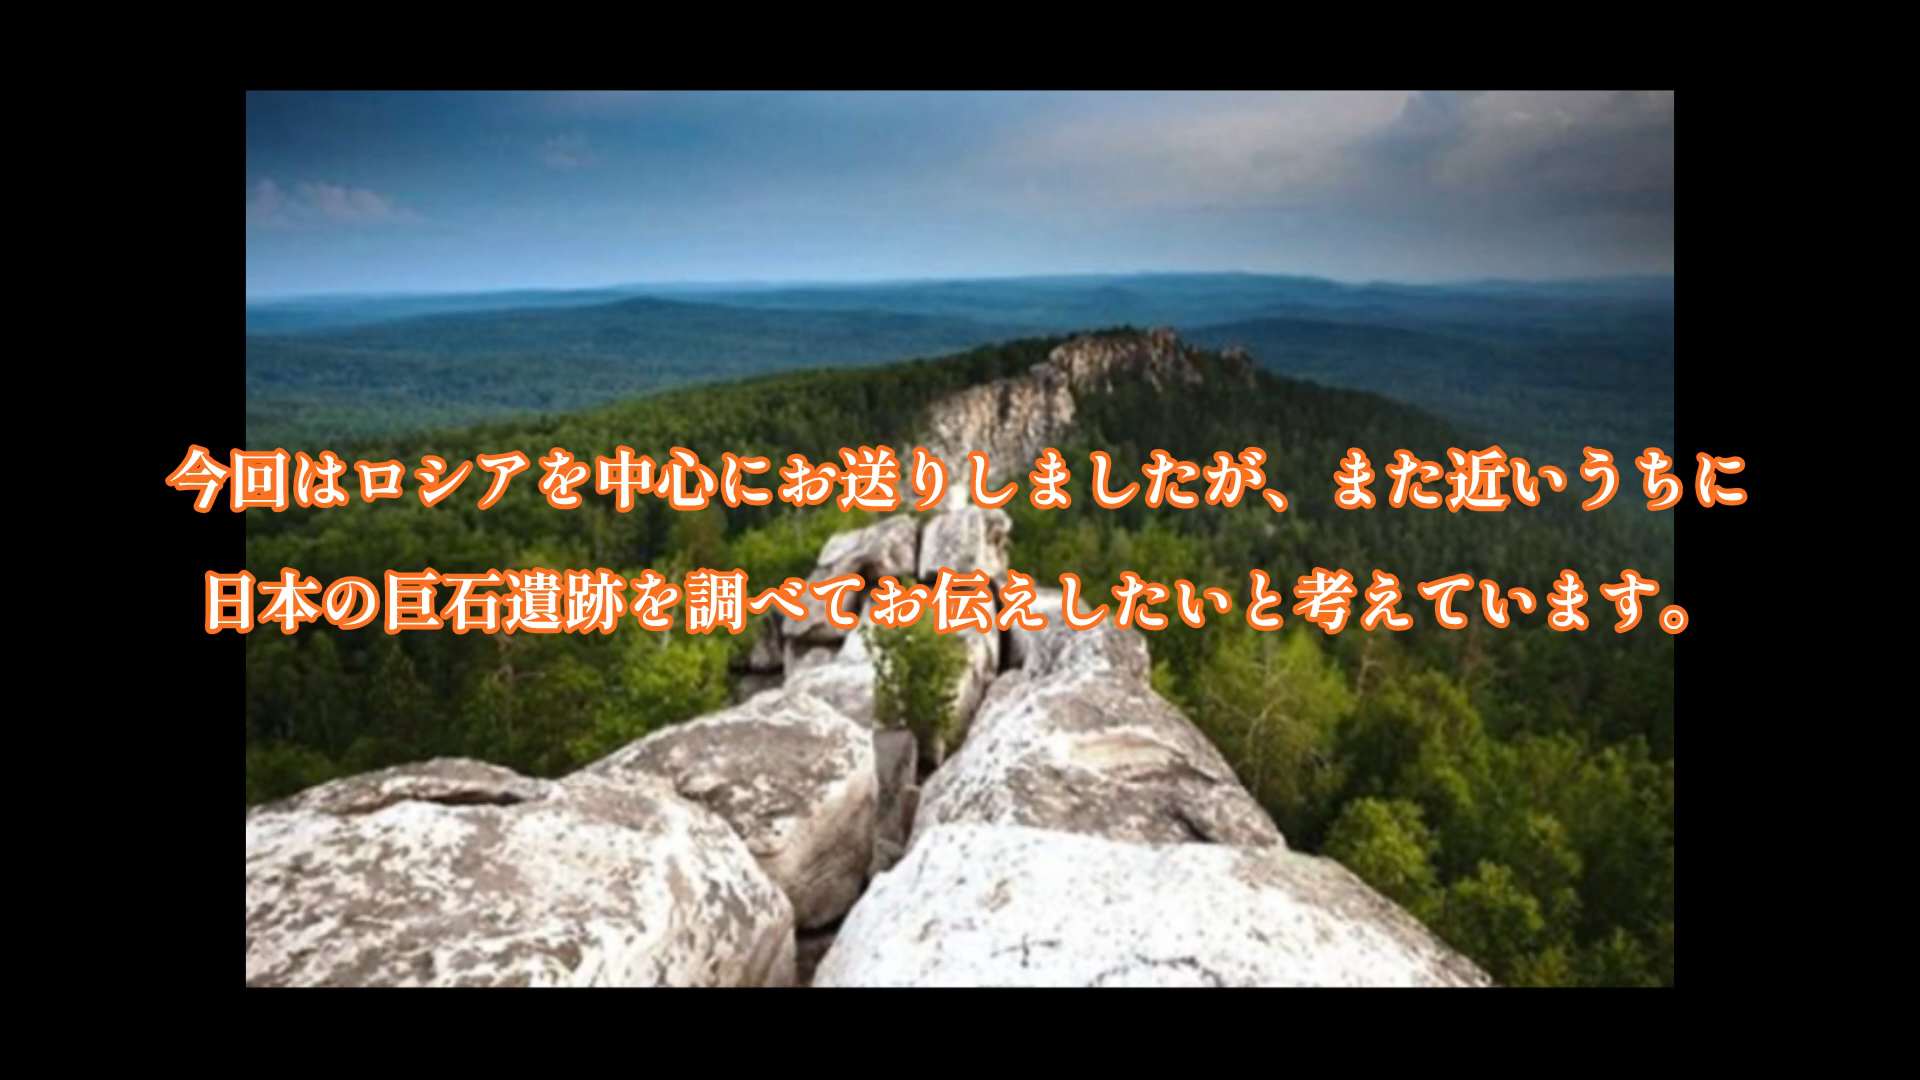 今回はロシアを中心にお送りしましたが、また近いうちに
日本の巨石遺跡を調べてお伝えしたいと考えています。